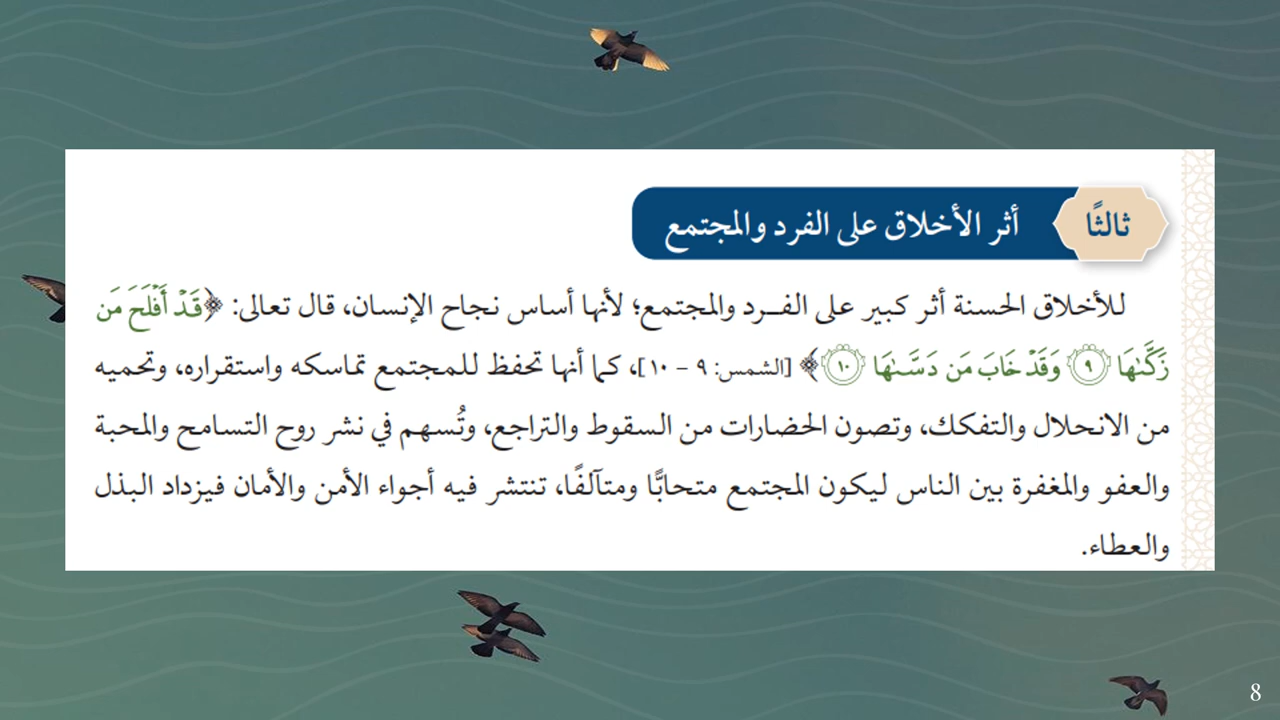 ثالثًا
أثر الأخلاق على الفرد والمجتمع
للأخلاق الحسنة أثر كبير على الفـرد والمجتمع؛ لأنها أساس نجاح الإنسان، قال تعالى: ﴿قَدۡ أَفۡلَحَ مَن
زَكَّىٰهَا ٩ وَقَدۡ خَابَ مَن دَسَّىٰهَا ١٠﴾ [الشمس: ٩ – ١٠]، كما أنها تحفظ للمجتمع تماسكه واستقراره، وتحميه
من الانحلال والتفكك، وتصون الحضارات من السقوط والتراجع، وتُسهم في نشر روح التسامح والمحبة
والعفو والمغفرة بين الناس ليكون المجتمع متحابًّا ومتآلفًا، تنتشر فيه أجواء الأمن والأمان فيزداد البذل
والعطاء.
8